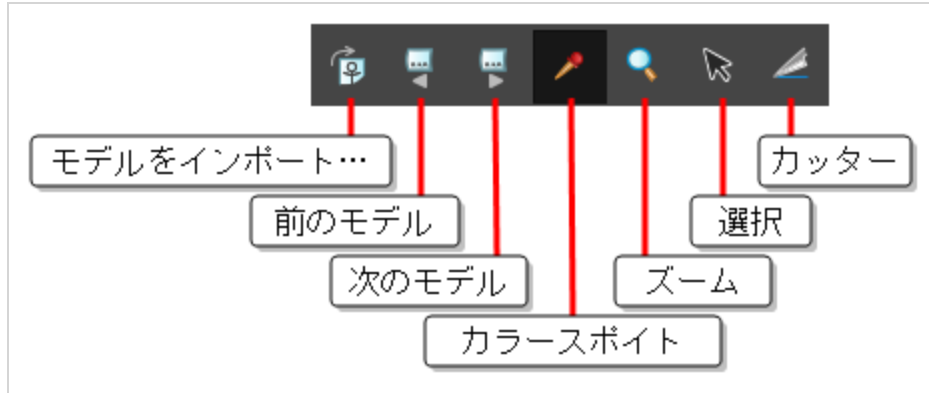 モデルをインポート…
カッター
前のモデル
選択
次のモデル
ズーム
カラースポイト